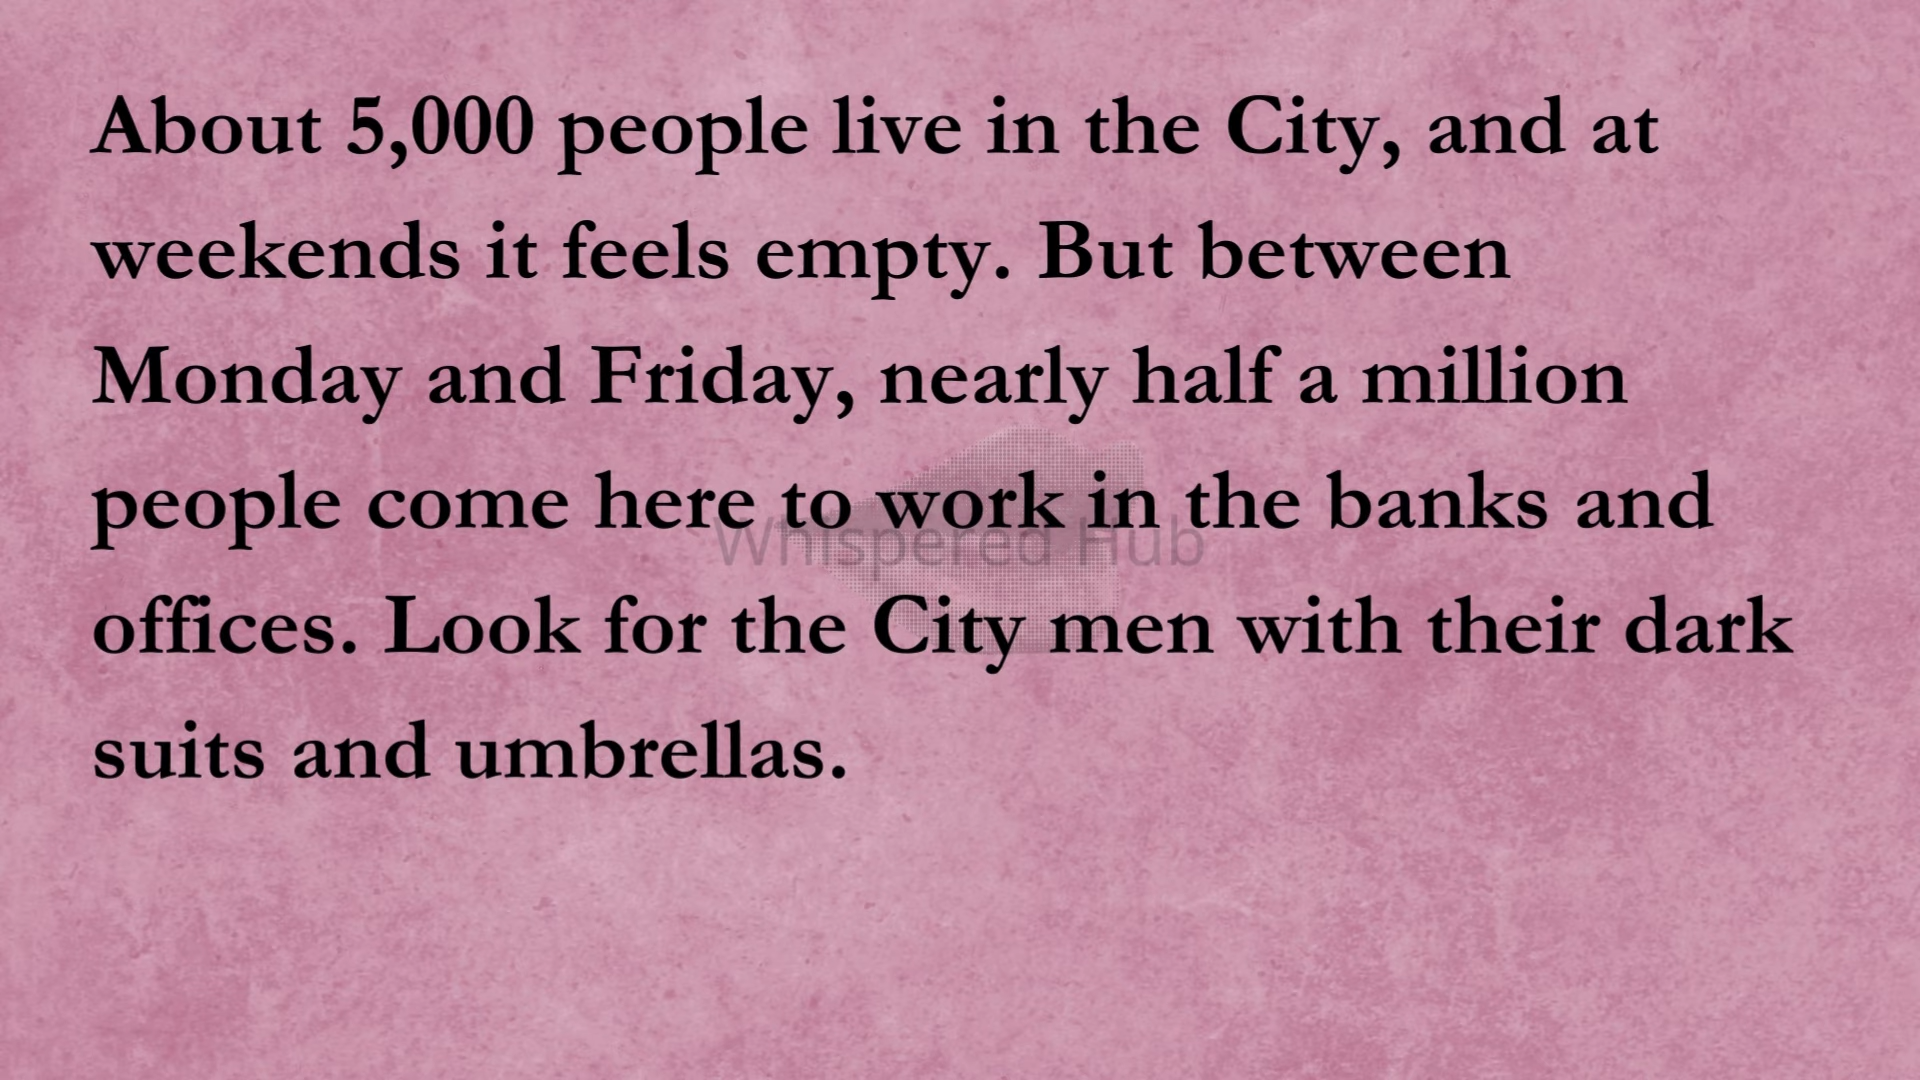 About 5,000 people live in the City, and at
weekends it feels empty. But between
Monday and Friday, nearly half a million
people come here to work in the banks and
Whispered Hub
offices. Look for the City men with their dark
suits and umbrellas.